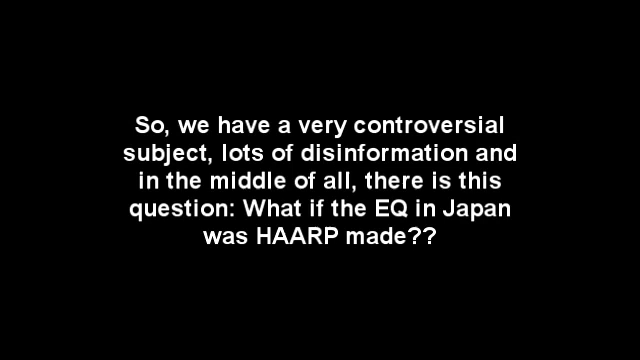 So, we have a very controversial
subject, lots of disinformation and
in the middle of all, there is this
question: What if the EQ in Japan
was HAARP made??